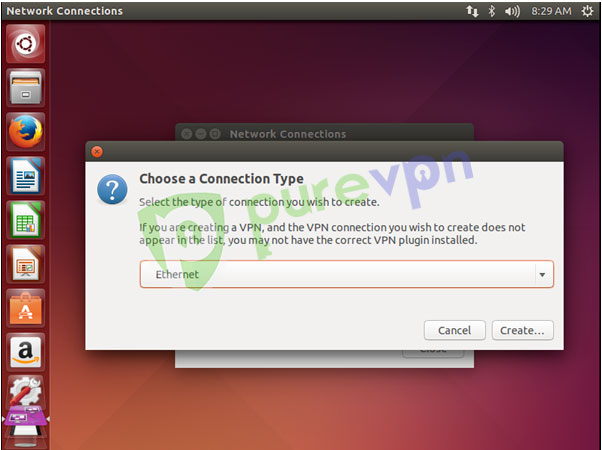 Network Connections
8:29 AM
Network Connections
Choose a Connection Type
Select the type of connection you wish to create.
If you are creating a VPN, and the VPN connection you wish to create does not
appear in the list, you may not have the correct VPN plugin installed.
purevpn
Ethernet
Cancel
Create...
Close